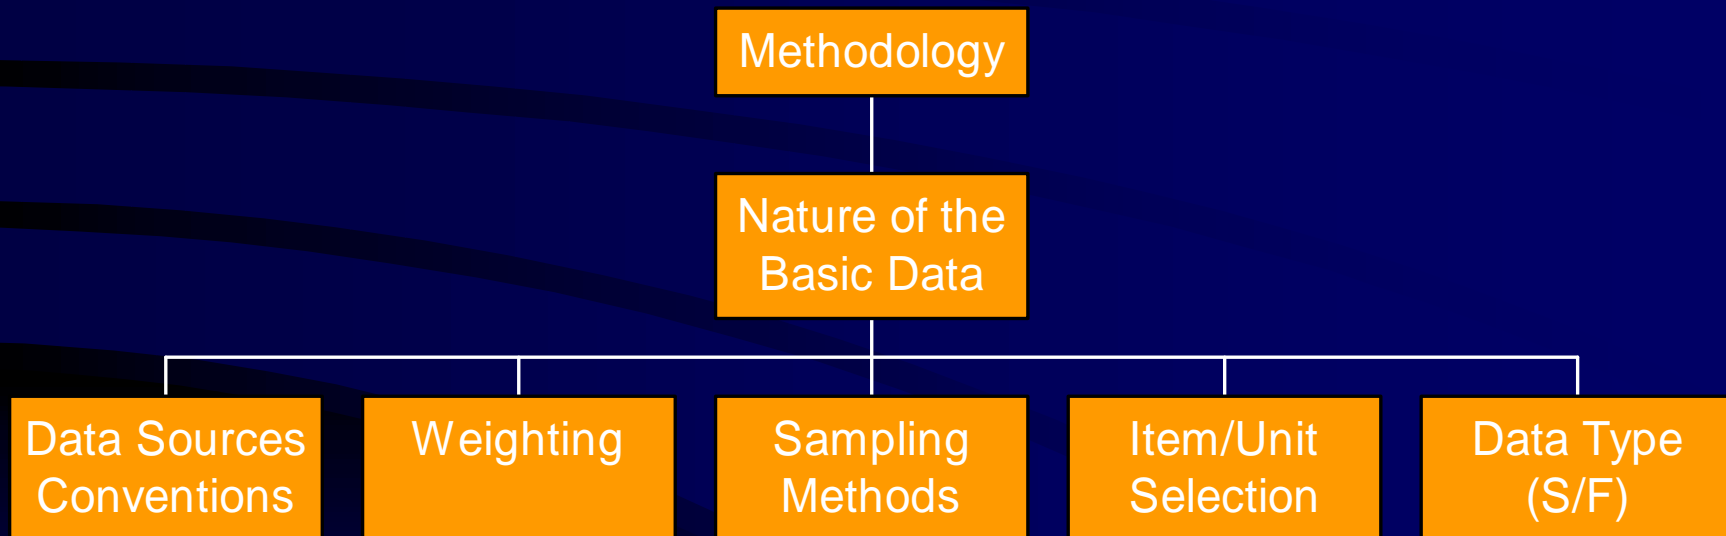 Methodology
Nature of the
Basic Data
Data Sources
Conventions
Weighting
Sampling
Methods
Item/Unit
Selection
Data Type
(S/F)